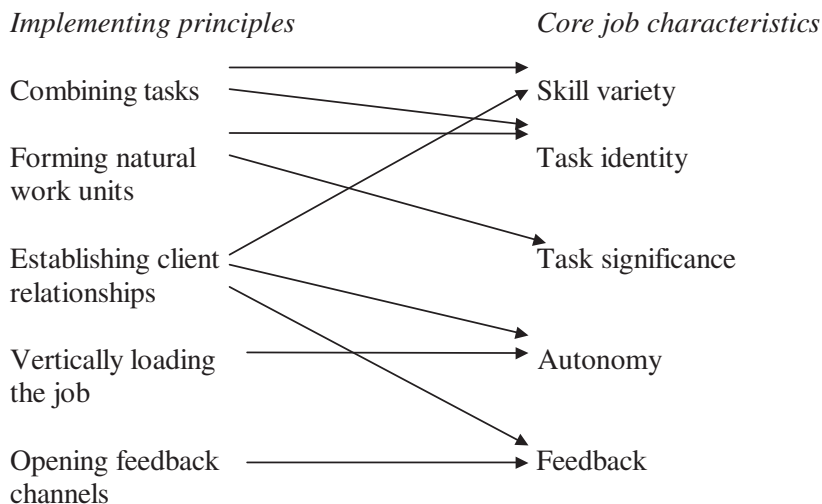 Implementing principles
Core job characteristics
Combining tasks
Skill variety
Forming natural
work units
Task identity
Establishing client
relationships
Task significance
Vertically loading
the job
Autonomy
Opening feedback
channels
Feedback